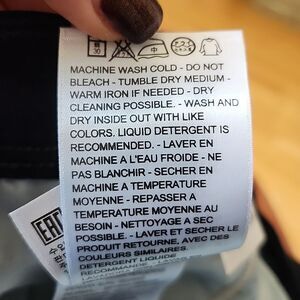 MACHINE WASH COLD - DO NOT
BLEACH - TUMBLE DRY MEDIUM -
WARM IRON IF NEEDED - DRY
CLEANING POSSIBLE. - WASH AND
DRY INSIDE OUT WITH LIKE
COLORS. LIQUID DETERGENT IS
RECOMMENDED. - LAVER EN
MACHINE A L'EAU FROIDE - NE
PAS BLANCHIR - SECHER EN
MACHINE A TEMPERATURE
MOYENNE - REPASSER A
TEMPERATURE MOYENNE AU
BESOIN - NETTOYAGE A SEC
POSSIBLE. - LAVER ET SECHER LE
PRODUIT RETOURNE, AVEC DES
COULEURS SIMILAIRES.
DETERGENT LIQUIDE
EAC